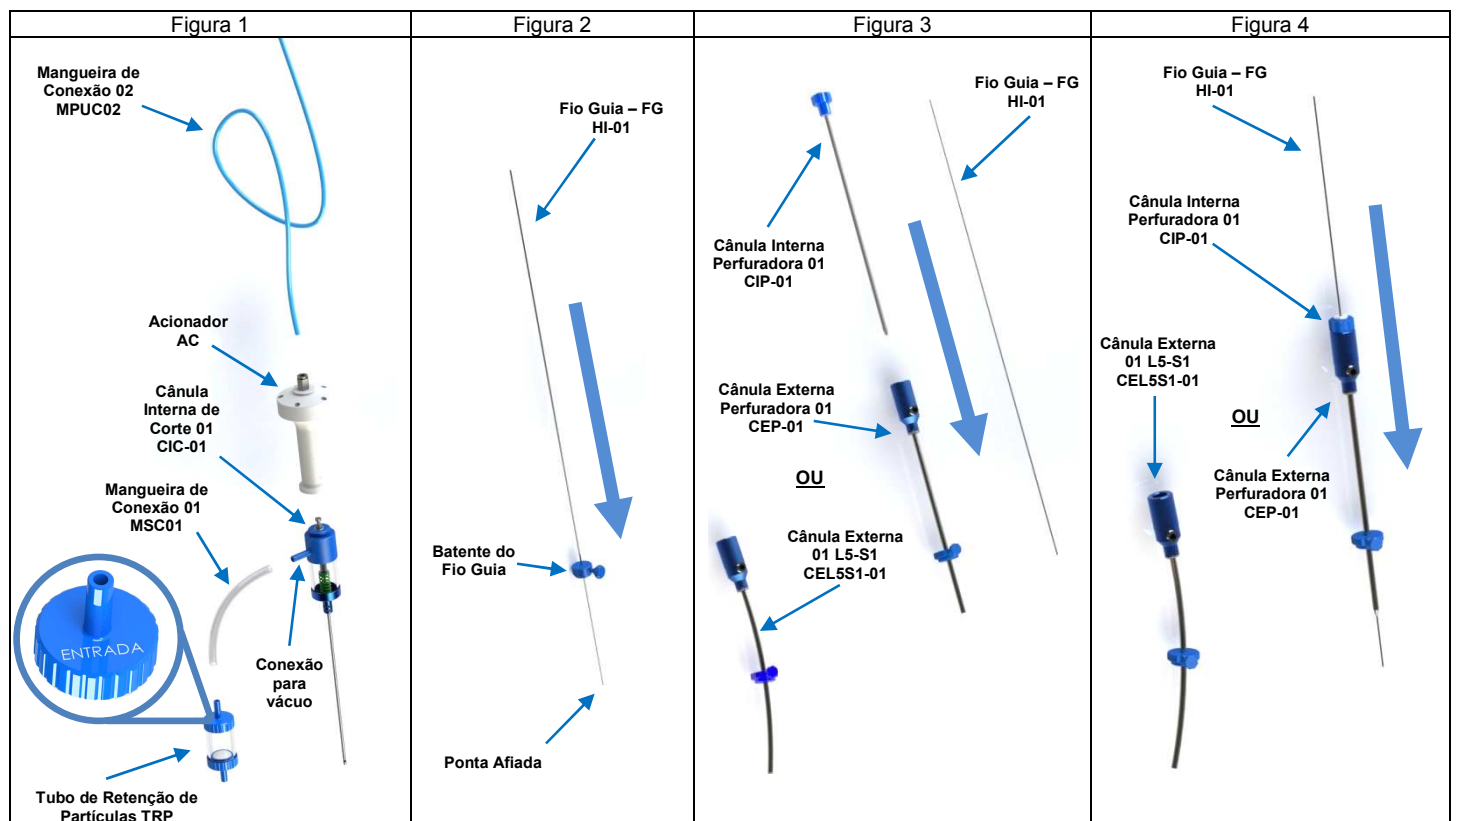 Figura 1
Mangueira de
Conexão 02
MPUC02
Acionador
AC
Cânula
Interna de
Corte 01
CIC-01
Mangueira de
Conexão 01
MSC01
ENTRADA
Conexão
para
vácuo
Tubo de Retenção de
Partículas TRP
Figura 2
Fio Guia – FG
HI-01
Batente do
Fio Guia
Ponta Afiada
Figura 3
Fio Guia – FG
HI-01
Cânula Interna
Perfuradora 01
CIP-01
Cânula Externa
Perfuradora 01
CEP-01
OU
Cânula Externa
01 L5-S1
CEL5S1-01
Figura 4
Fio Guia – FG
HI-01
Cânula Interna
Perfuradora 01
CIP-01
Cânula Externa
01 L5-S1
CEL5S1-01
OU
Cânula Externa
Perfuradora 01
CEP-01